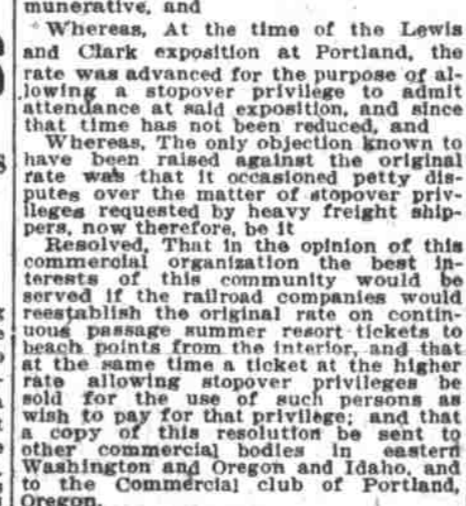 munerative, and
Whereas, At the time of the Lewis
and Clark exposition at Portland, the
rate was advanced for the purpose of al-
lowing a stopover privilege to admit
attendance at said exposition, and since
that time has not been reduced, and
Whereas, The only objection known to
have been raised against the original
rate was that it occasioned petty dis-
putes over the matter of stopover priv-
ileges requested by heavy freight ship-
pers, now therefore, be it
Resolved, That in the opinion of this
commercial organization the best in-
terests of this community would be
served if the railroad companies would
reestablish the original rate on contin-
uous passage summer resort tickets to
beach points from the interior, and that
at the same time a ticket at the higher
rate allowing stopover privileges be
sold for the use of such persons as
wish to pay for that privilege; and that
a copy of this resolution be sent to
other commercial bodies in eastern
Washington and Oregon and Idaho, and
to the Commercial club of Portland,
Oregon.